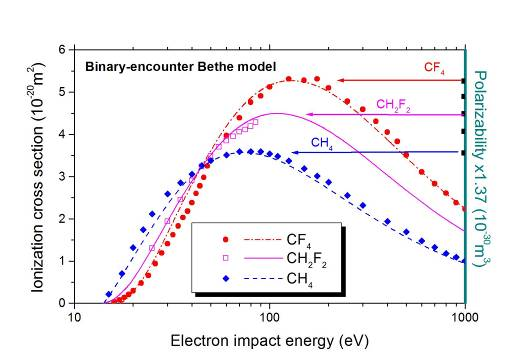 6
5
4
3
2
1
0
10
100
1000
Ionization cross section (10⁻²⁰m²)
Electron impact energy (eV)
Polarizability x1.37 (10⁻³⁰m³)
Binary-encounter Bethe model
CF₄
CH₂F₂
CH₄
CF₄
CH₂F₂
CH₄